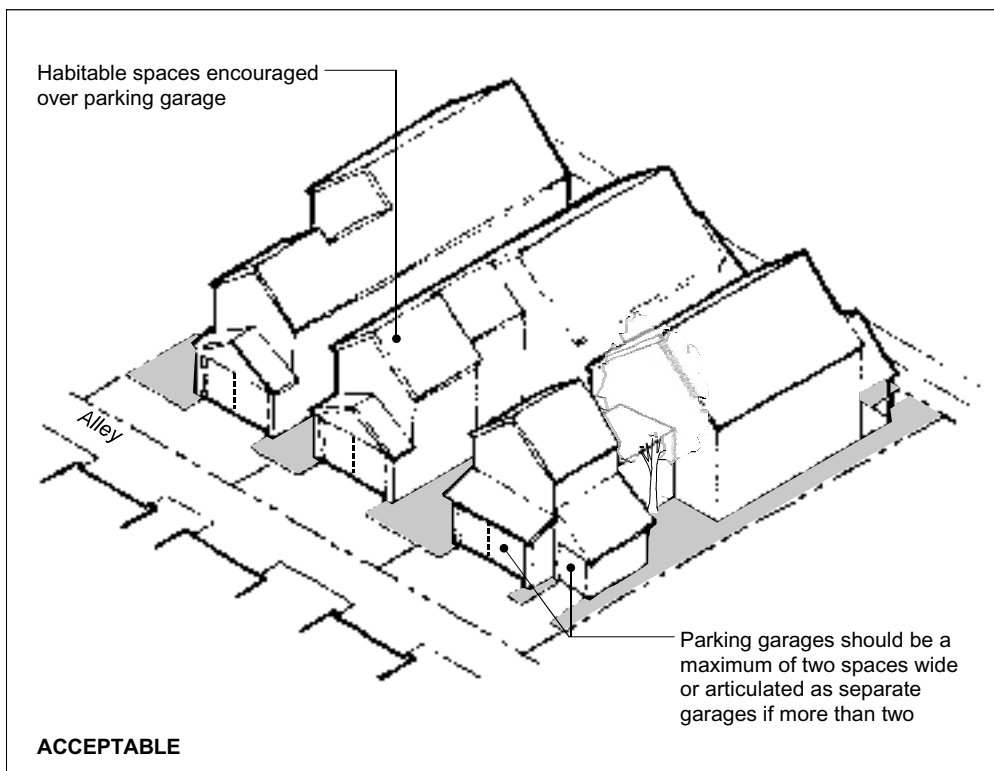 Habitable spaces encouraged
over parking garage
Alley
Parking garages should be a
maximum of two spaces wide
or articulated as separate
garages if more than two
ACCEPTABLE